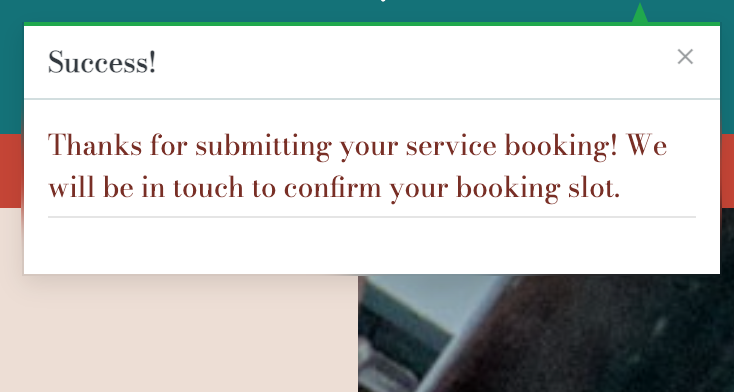 Success!
Thanks for submitting your service booking! We
will be in touch to confirm your booking slot.